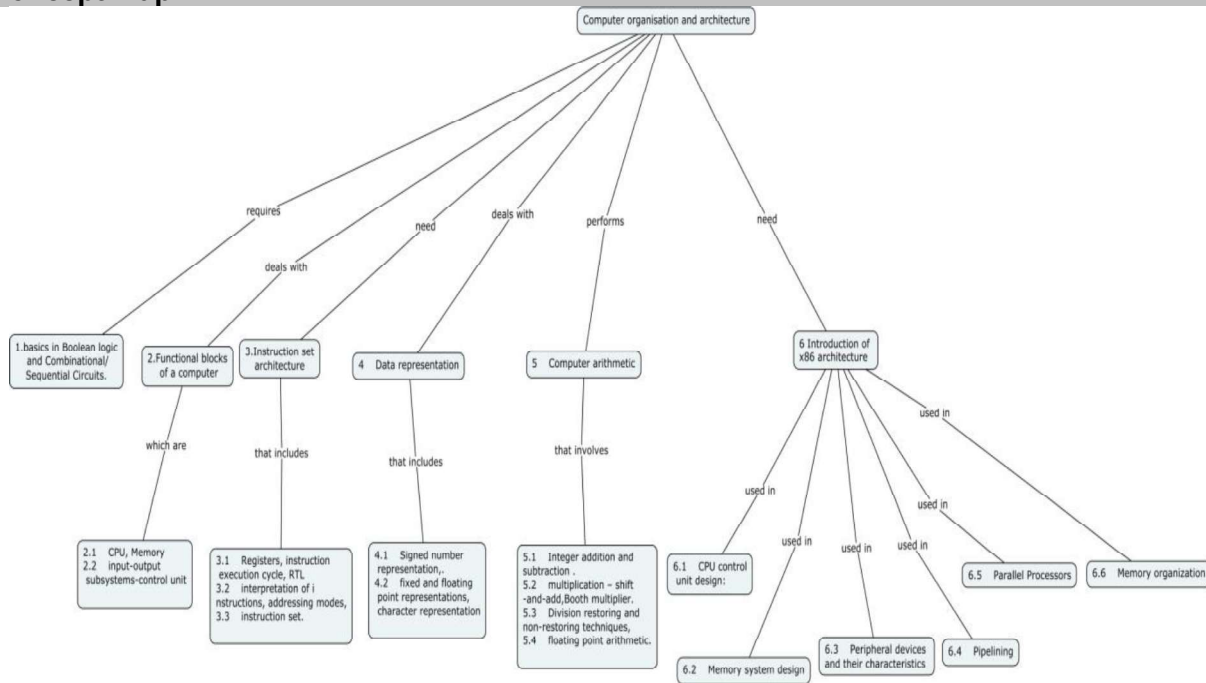 Computer organisation and architecture
requires
deals with
need
deals with
performs
need
1.basics in Boolean logic
and Combinational/
Sequential Circuits.
2.Functional blocks
of a computer
3.Instruction set
architecture
4 Data representation
5 Computer arithmetic
6 Introduction of
x86 architecture
which are
that includes
that includes
that involves
used in
used in
used in
used in
used in
used in
2.1 CPU, Memory
2.2 input-output
subsystems-control unit
3.1 Registers, instruction
execution cycle, RTL
3.2 interpretation of i
nstructions, addressing modes,
3.3 instruction set.
4.1 Signed number
representation,.
4.2 fixed and floating
point representations,
character representation
5.1 Integer addition and
subtraction .
5.2 multiplication – shift
-and-add,Booth multiplier.
5.3 Division restoring and
non-restoring techniques,
5.4 floating point arithmetic.
6.1 CPU control
unit design:
6.2 Memory system design
6.3 Peripheral devices
and their characteristics
6.4 Pipelining
6.5 Parallel Processors
6.6 Memory organization